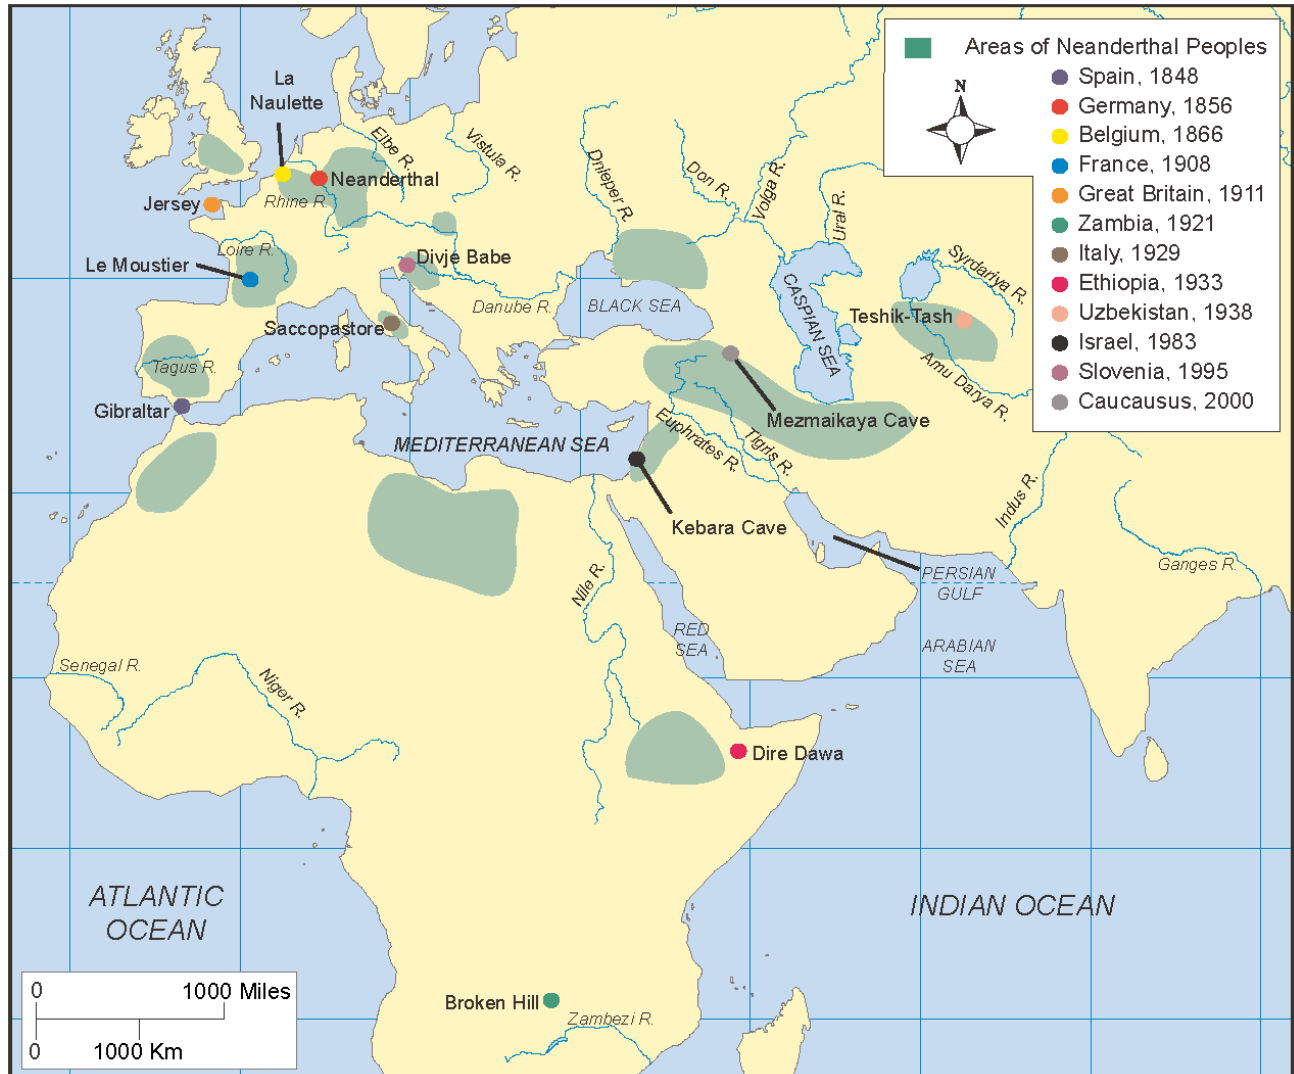 Areas of Neanderthal Peoples
N
Spain, 1848
Germany, 1856
Belgium, 1866
France, 1908
Great Britain, 1911
Zambia, 1921
Italy, 1929
Ethiopia, 1933
Uzbekistan, 1938
Israel, 1983
Slovenia, 1995
Caucausus, 2000
La
Naulette
Elbe R.
Vistula R.
Dnieper R.
Don R.
Volga R.
Ural R.
Neanderthal
Jersey
Rhine R.
Loire R.
Le Moustier
Divje Babe
Syrdariya R.
Danube R.
BLACK SEA
CASPIAN SEA
Teshik-Tash
Saccopastore
Tagus R.
Amu Darya R.
Gibraltar
Mezmaikaya Cave
MEDITERRANEAN SEA
Euphrates R.
Tigris R.
Kebara Cave
Indus R.
Ganges R.
PERSIAN
GULF
Nile R.
RED
SEA
ARABIAN
SEA
Senegal R.
Niger R.
Dire Dawa
ATLANTIC
OCEAN
INDIAN OCEAN
Broken Hill
Zambezi R.
0
1000 Miles
0
1000 Km